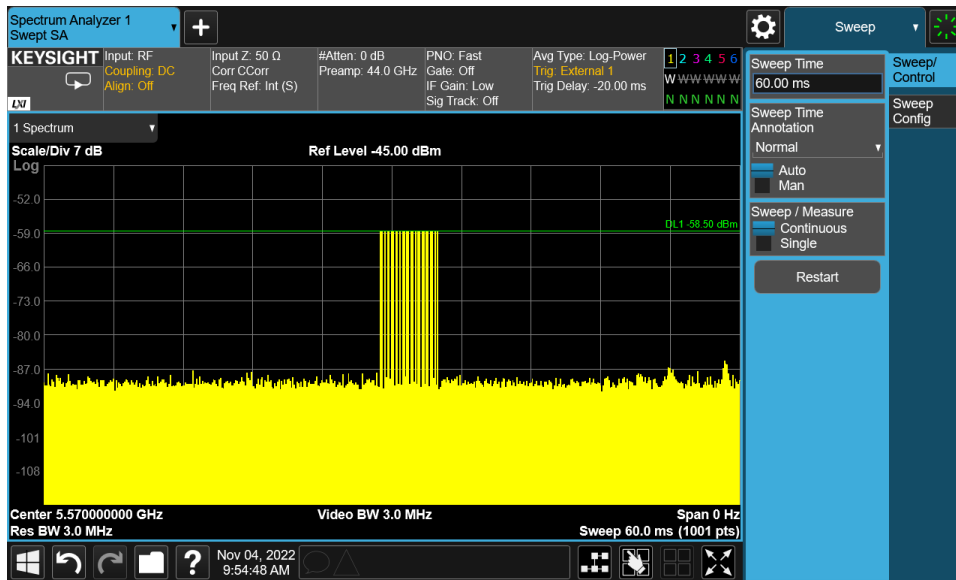 Spectrum Analyzer 1
Swept SA
+
Sweep
KEYSIGHT
LXI
Input: RF
Coupling: DC
Align: Off
Input Z: 50 Ω
Corr CCorr
Freq Ref: Int (S)
#Atten: 0 dB
Preamp: 44.0 GHz
PNO: Fast
Gate: Off
IF Gain: Low
Sig Track: Off
Avg Type: Log-Power
Trig: External 1
Trig Delay: -20.00 ms
1 2 3 4 5 6
W W W W W W
N N N N N N
1 Spectrum
Scale/Div 7 dB
Ref Level -45.00 dBm
Log
-52.0
-59.0
-66.0
-73.0
-80.0
-87.0
-94.0
-101
-108
DL1 -58.50 dBm
Center 5.570000000 GHz
Video BW 3.0 MHz
Span 0 Hz
Res BW 3.0 MHz
Sweep 60.0 ms (1001 pts)
Sweep Time
60.00 ms
Sweep Time
Annotation
Normal
Auto
Man
Sweep / Measure
Continuous
Single
Restart
Sweep/
Control
Sweep
Config
?
Nov 04, 2022
9:54:48 AM